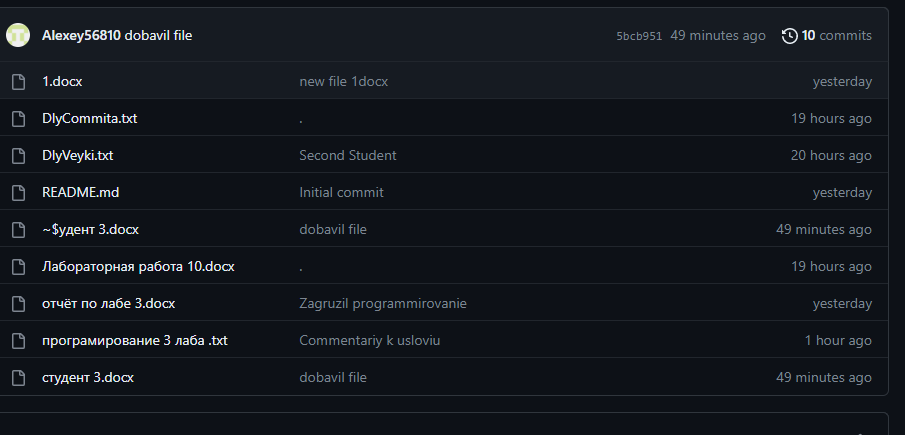 Alexey56810 dobavil file 5bcb951 49 minutes ago 10 commits
1.docx new file 1docx yesterday
DlyCommita.txt . 19 hours ago
DlyVeyki.txt Second Student 20 hours ago
README.md Initial commit yesterday
~$удент 3.docx dobavil file 49 minutes ago
Лабораторная работа 10.docx . 19 hours ago
отчёт по лабе 3.docx Zagruzil programmirovanie yesterday
програмирование 3 лаба .txt Commentariy k usloviu 1 hour ago
студент 3.docx dobavil file 49 minutes ago